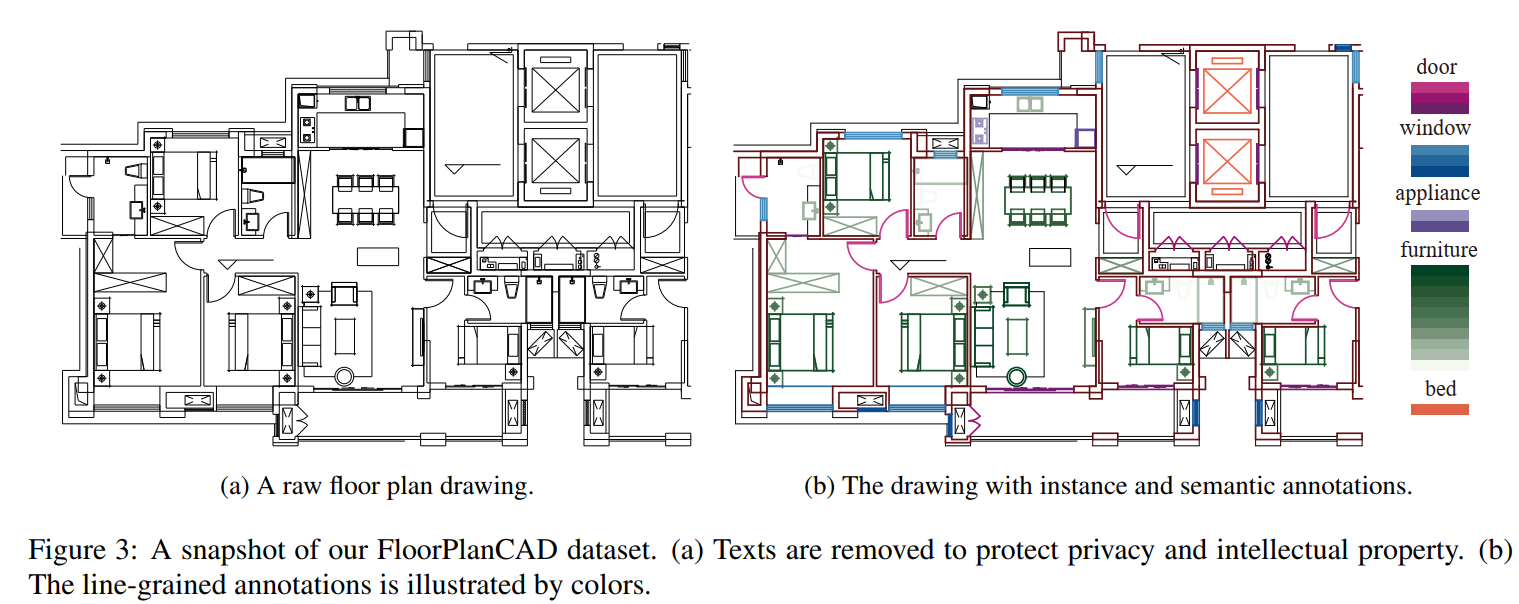 door
window
appliance
furniture
bed
(a) A raw floor plan drawing.
(b) The drawing with instance and semantic annotations.
Figure 3: A snapshot of our FloorPlanCAD dataset. (a) Texts are removed to protect privacy and intellectual property. (b)
The line-grained annotations is illustrated by colors.